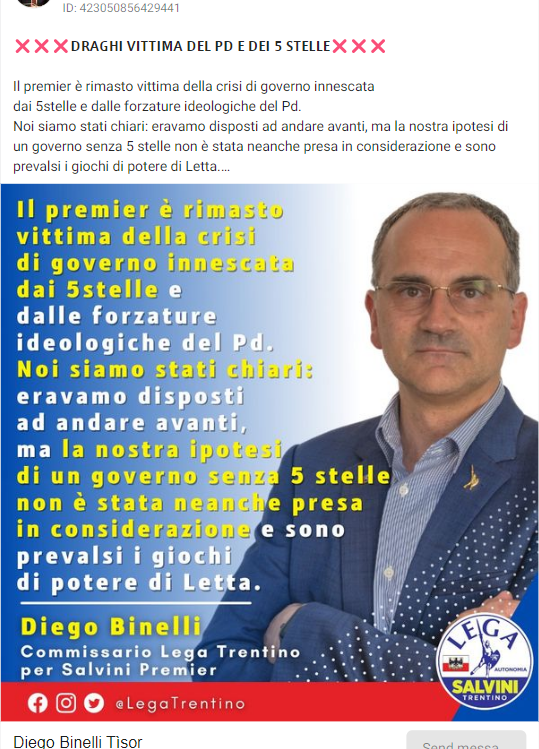 ID: 423050856429441
❌❌❌DRAGHI VITTIMA DEL PD E DEI 5 STELLE❌❌❌
Il premier è rimasto vittima della crisi di governo innescata
dai 5stelle e dalle forzature ideologiche del Pd.
Noi siamo stati chiari: eravamo disposti ad andare avanti, ma la nostra ipotesi di
un governo senza 5 stelle non è stata neanche presa in considerazione e sono
prevalsi i giochi di potere di Letta....
Il premier è rimasto
vittima della crisi
di governo innescata
dai 5stelle e
dalle forzature
ideologiche del Pd.
Noi siamo stati chiari:
eravamo disposti
ad andare avanti,
ma la nostra ipotesi
di un governo senza 5 stelle
non è stata neanche presa
in considerazione e sono
prevalsi i giochi
di potere di Letta.
Diego Binelli
Commissario Lega Trentino
per Salvini Premier
LEGA
AUTONOMIA
SALVINI
TRENTINO
@LegaTrentino
Diego Binelli Tisor
Send messa...